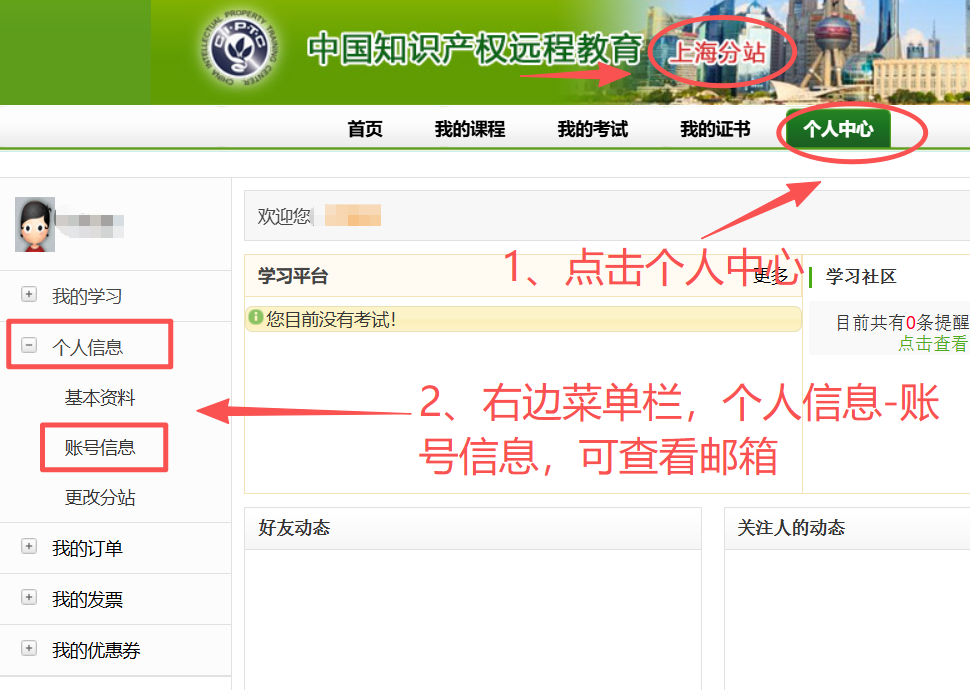 中国知识产权远程教育
上海分站
首页
我的课程
我的考试
我的证书
个人中心
我的学习
个人信息
基本资料
账号信息
更改分站
我的订单
我的发票
我的优惠券
欢迎您
1、点击个人中心
学习平台
更多
您目前没有考试!
学习社区
目前共有0条提醒
点击查看
2、右边菜单栏，个人信息-账
号信息，可查看邮箱
好友动态
关注人的动态